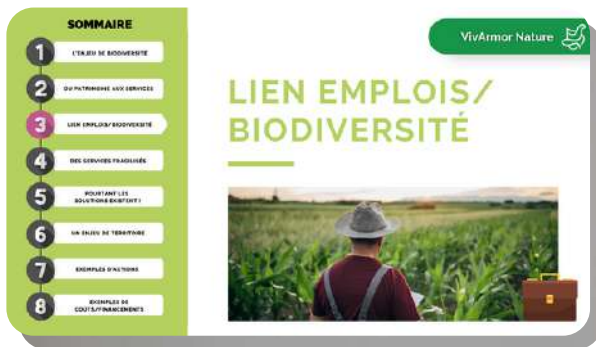 SOMMAIRE
1
L'ENJEU DE BIODIVERSITÉ
2
DU PATRIMOINE AUX SERVICES
3
LIEN EMPLOIS/BIODIVERSITÉ
4
DES SERVICES FRAGILISÉS
5
POURTANT LES
SOLUTIONS EXISTENT !
6
UN ENJEU DE TERRITOIRE
7
EXEMPLES D'ACTIONS
8
EXEMPLES DE
COUTS/FINANCEMENTS
VivArmor Nature
LIEN EMPLOIS/
BIODIVERSITÉ